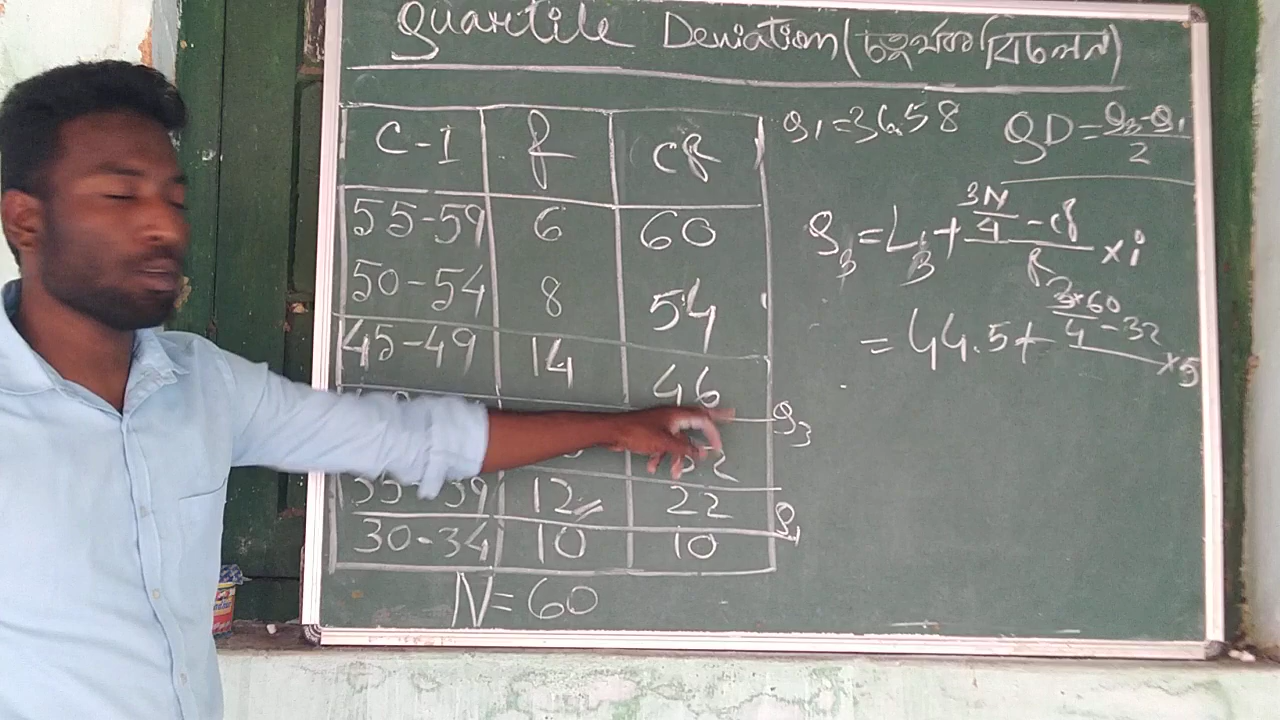 Quartile Deviation (চতুর্থক বিচলন)
C-I f cf
55-59 6 60
50-54 8 54
45-49 14 46
32
35-39 12 22
30-34 10 10
N=60
Q3
Q1
Q1=36.58
QD=Q3-Q1/2
Q3=L3+3N/4-cf/f×i
=44.5+3×60/4-32 ×5